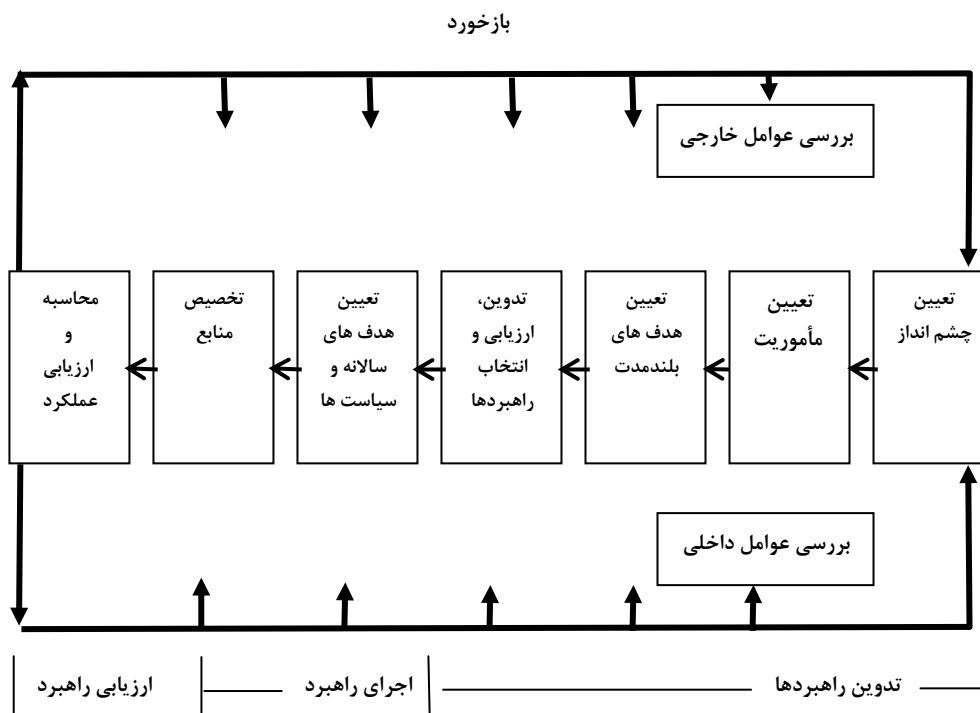 بازخورد
بررسی عوامل خارجی
تعیین
چشم انداز
تعیین
مأموریت
تعیین
هدف های
بلندمدت
تدوین،
ارزیابی و
انتخاب
راهبردها
تعیین
هدف های
سالانه و
سیاست ها
تخصیص
منابع
محاسبه
و
ارزیابی
عملکرد
بررسی عوامل داخلی
تدوین راهبردها
اجرای راهبرد
ارزیابی راهبرد